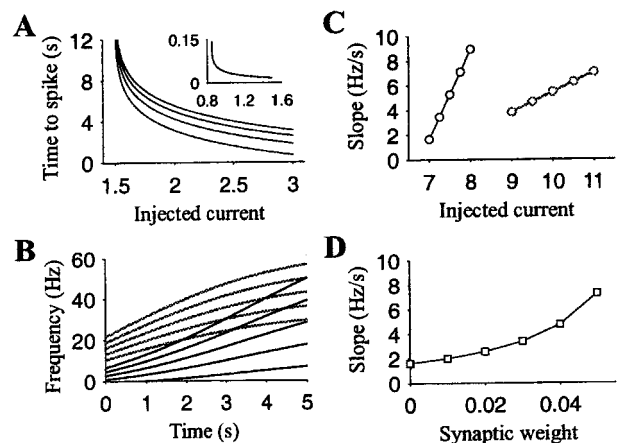 A
Time to spike (s)
12
8
4
0
0.15
0
0.8 1.2 1.6
1.5 2 2.5 3
Injected current
C
Slope (Hz/s)
10
8
6
4
2
0
7 8 9 10 11
Injected current
B
Frequency (Hz)
60
40
20
0
0 1 2 3 4 5
Time (s)
D
Slope (Hz/s)
10
8
6
4
2
0
0 0.02 0.04
Synaptic weight